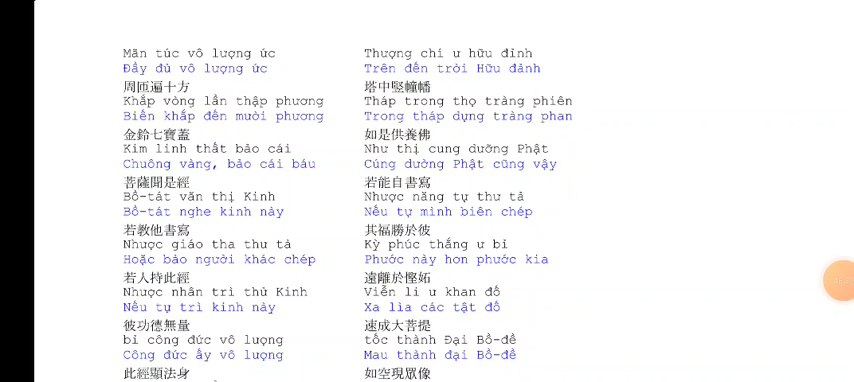 Mãn túc vô lượng ức
Thượng chí ư hữu đỉnh
Đầy đủ vô lượng ức
Trên đến trời Hữu đảnh
周匝遍十方
塔中竪幢幡
Khắp vòng lần thập phương
Tháp trong thọ tràng phiên
Biến khắp đến mười phương
Trong tháp dựng tràng phan
金鈴七寶蓋
如是供養佛
Kim linh thất bảo cái
Như thị cung dưỡng Phật
Chuông vàng, bảo cái báu
Cúng dường Phật cũng vậy
菩薩聞是經
若能自書寫
Bồ-tát văn thị Kinh
Nhược năng tự thư tả
Bồ-tát nghe kinh này
Nếu tự mình biên chép
若教他書寫
其福勝於彼
Nhược giáo tha thư tả
Kỳ phúc thắng ư bỉ
Hoặc bảo người khác chép
Phước này hơn phước kia
若人持此經
遠離於慳妬
Nhược nhân trì thử Kinh
Viễn li ư khan đố
Nếu tự trì kinh này
Xa lìa các tật đố
彼功德無量
速成大菩提
bỉ công đức vô lượng
tốc thành Đại Bồ-đề
Công đức ấy vô lượng
Mau thành đại Bồ-đề
此經顯法身
如空現眾像